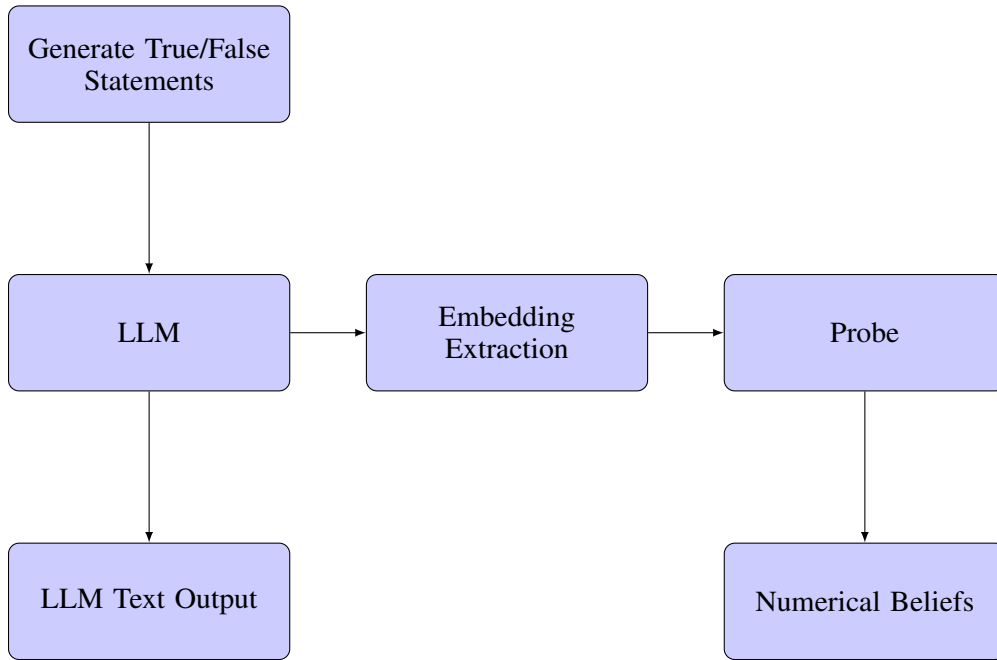 Generate True/False
Statements
LLM
Embedding
Extraction
Probe
LLM Text Output
Numerical Beliefs